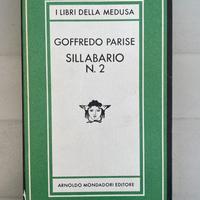 I LIBRI DELLA MEDUSA
GOFFREDO PARISE
SILLABARIO
N. 2
ARNOLDO MONDADORI EDITORE